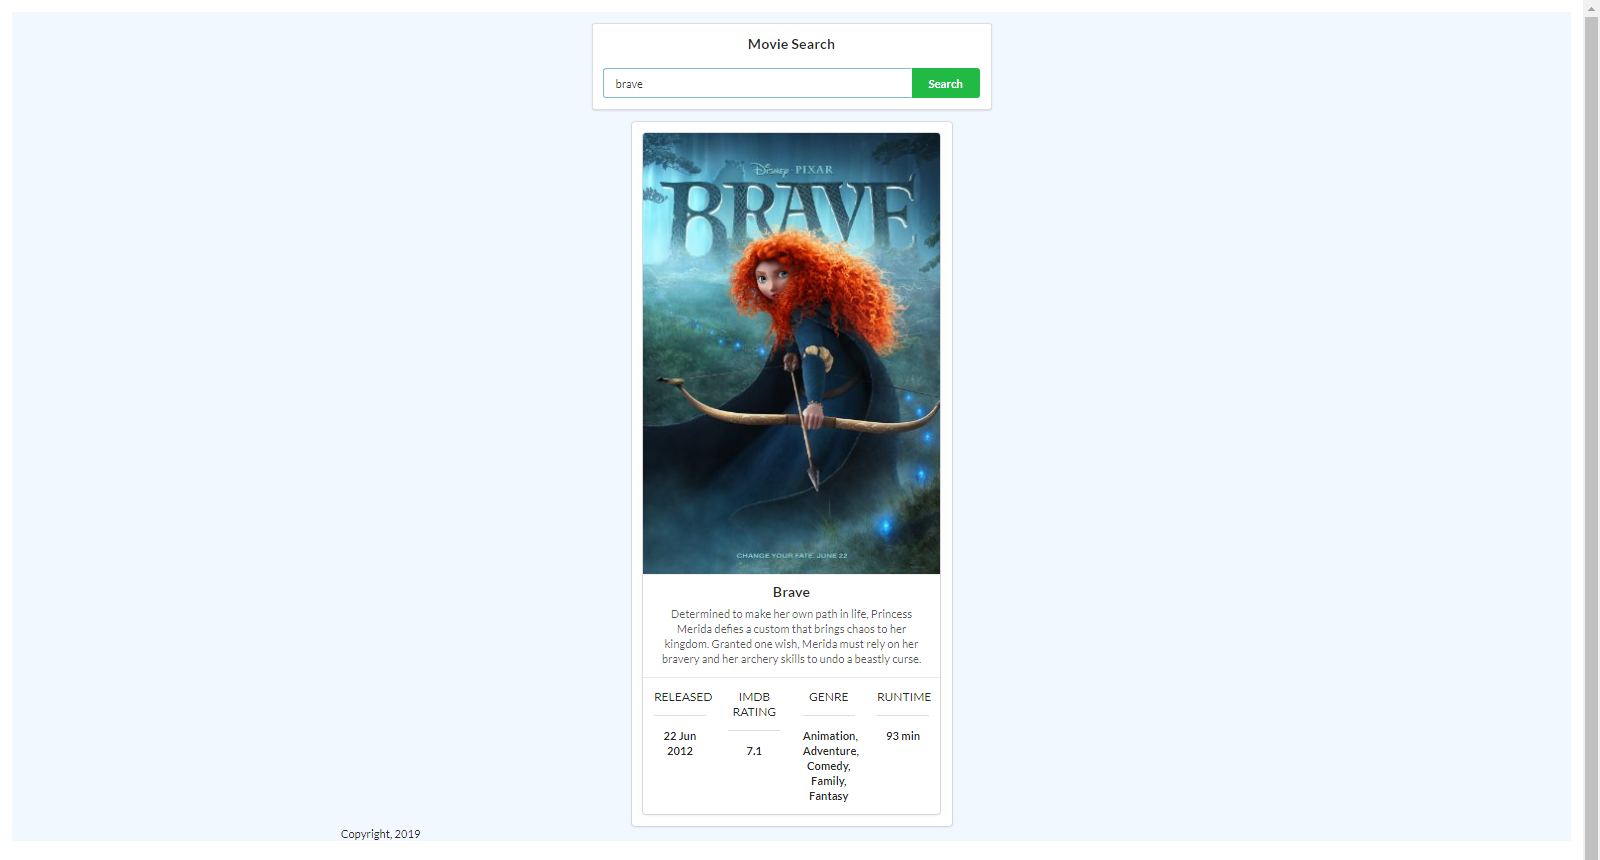 Movie Search
brave
Search
Disney · PIXAR
BRAVE
CHANGE YOUR FATE. JUNE 22
Brave
Determined to make her own path in life, Princess
Merida defies a custom that brings chaos to her
kingdom. Granted one wish, Merida must rely on her
bravery and her archery skills to undo a beastly curse.
RELEASED
22 Jun
2012
IMDB
RATING
7.1
GENRE
Animation,
Adventure,
Comedy,
Family,
Fantasy
RUNTIME
93 min
Copyright, 2019